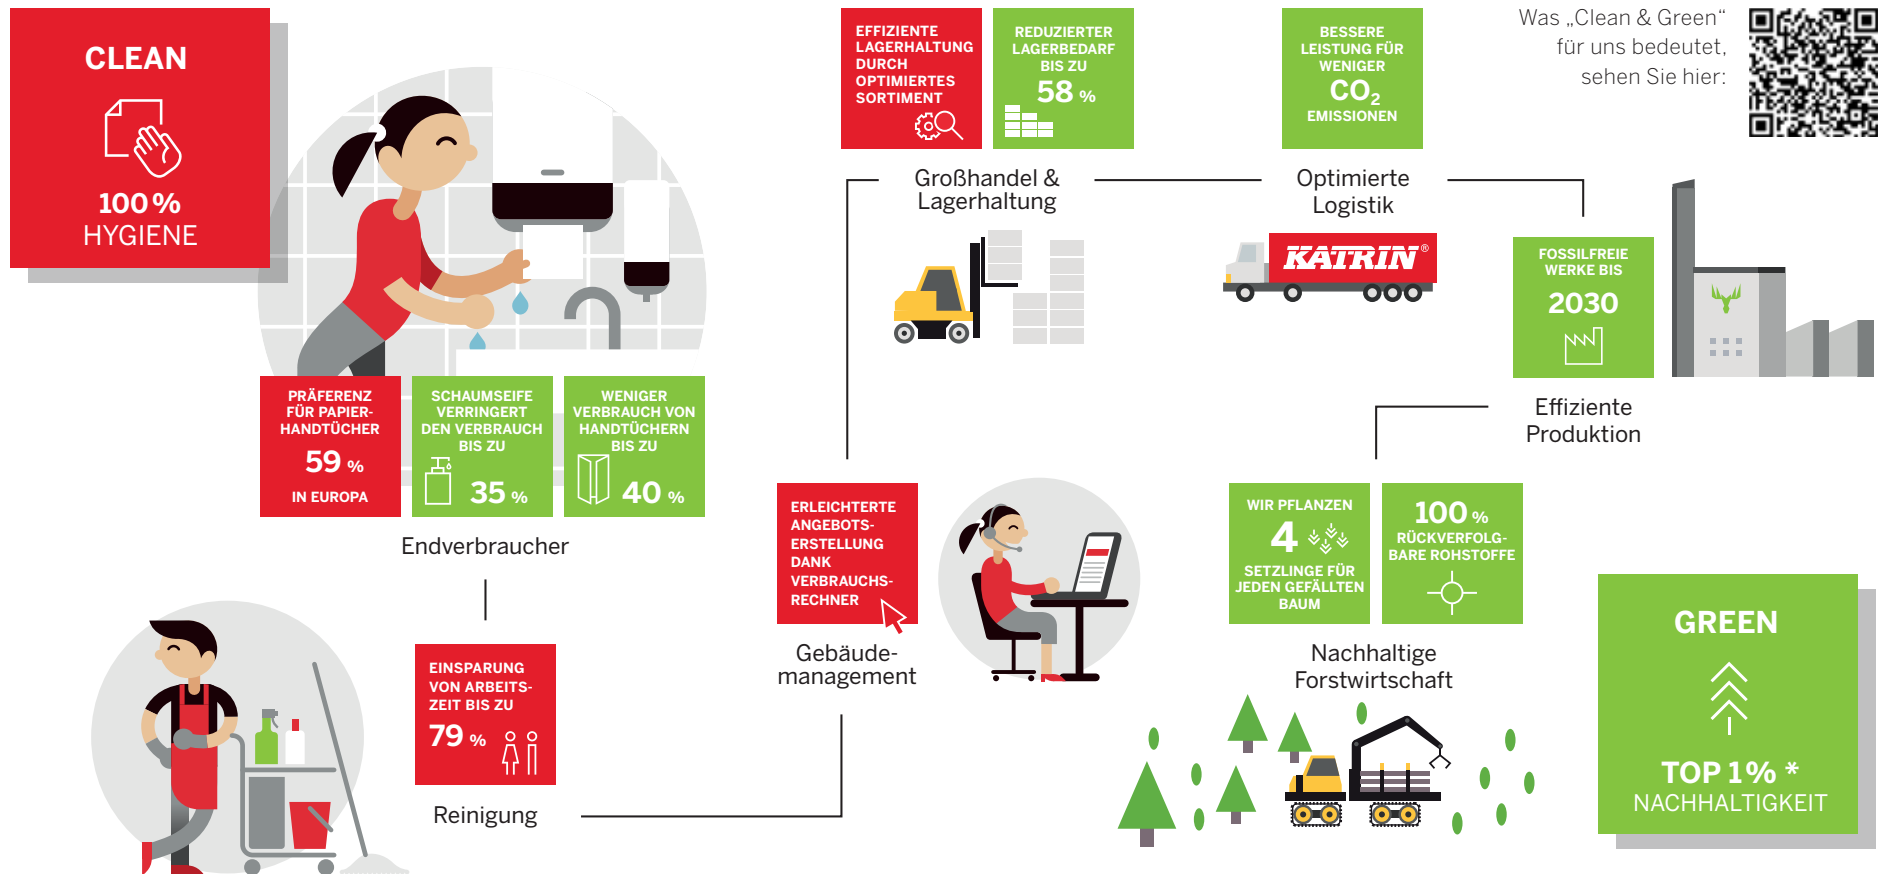 CLEAN
100 %
HYGIENE
PRÄFERENZ
FÜR PAPIER-
HANDTÜCHER
59 %
IN EUROPA
SCHAUMSEIFE
VERRINGERT
DEN VERBRAUCH
BIS ZU
35 %
WENIGER
VERBRAUCH VON
HANDTÜCHERN
BIS ZU
40 %
Endverbraucher
EINSPARUNG
VON ARBEITS-
ZEIT BIS ZU
79 %
Reinigung
ERLEICHTERTE
ANGEBOTS-
ERSTELLUNG
DANK
VERBRAUCHS-
RECHNER
Gebäude-
management
EFFIZIENTE
LAGERHALTUNG
DURCH
OPTIMIERTES
SORTIMENT
REDUZIERTER
LAGERBEDARF
BIS ZU
58 %
Großhandel &
Lagerhaltung
BESSERE
LEISTUNG FÜR
WENIGER
CO₂
EMISSIONEN
Optimierte
Logistik
KATRIN®
Was „Clean & Green“
für uns bedeutet,
sehen Sie hier:
FOSSILFREIE
WERKE BIS
2030
Effiziente
Produktion
WIR PFLANZEN
4
SETZLINGE FÜR
JEDEN GEFÄLLTEN
BAUM
100 %
RÜCKVERFOLG-
BARE ROHSTOFFE
Nachhaltige
Forstwirtschaft
GREEN
TOP 1% *
NACHHALTIGKEIT